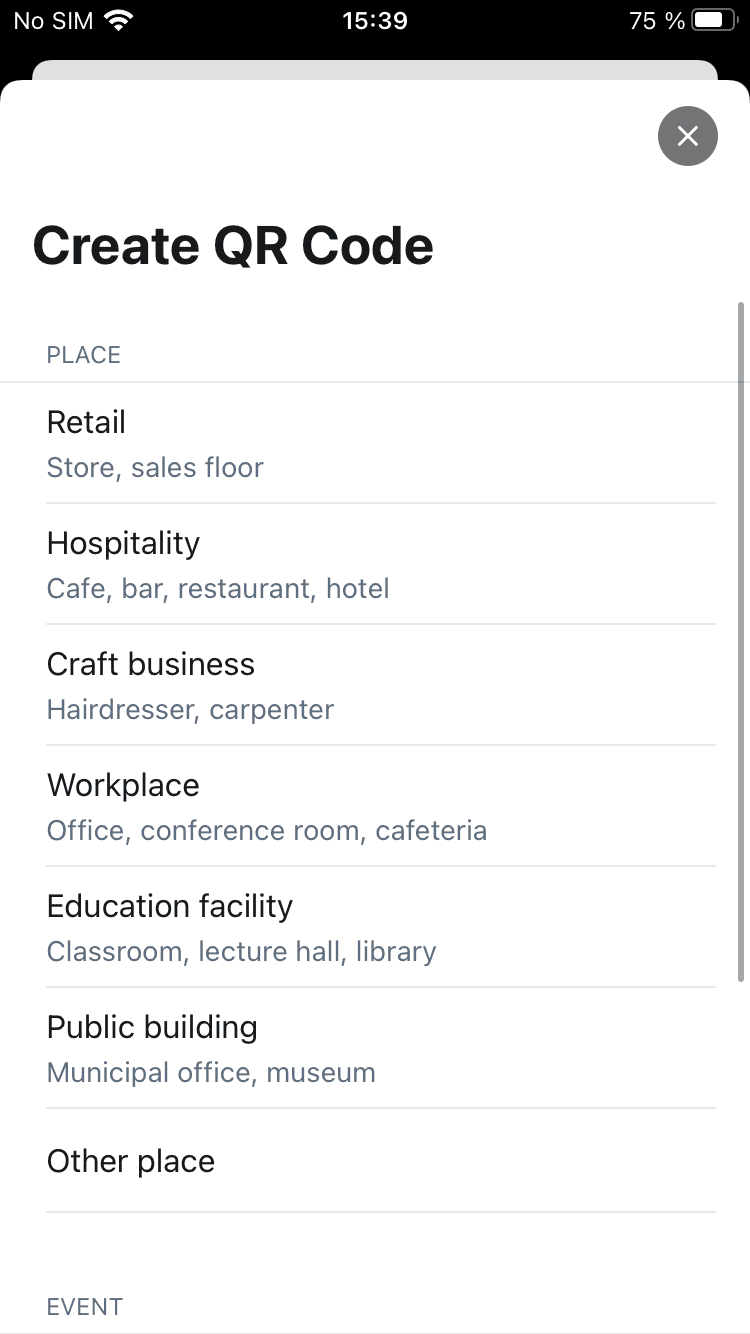 No SIM 15:39 75 %
Create QR Code
PLACE
Retail
Store, sales floor
Hospitality
Cafe, bar, restaurant, hotel
Craft business
Hairdresser, carpenter
Workplace
Office, conference room, cafeteria
Education facility
Classroom, lecture hall, library
Public building
Municipal office, museum
Other place
EVENT